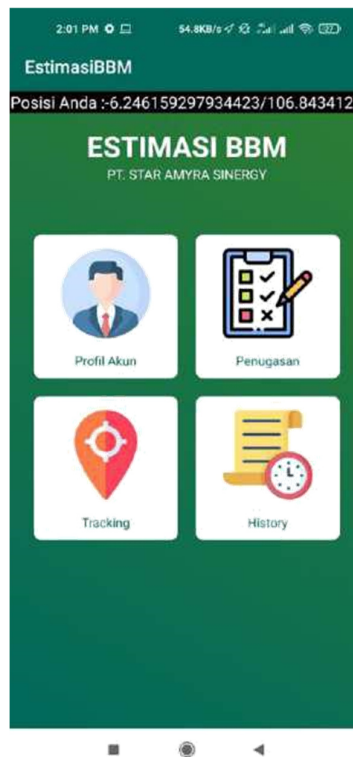 2:01 PM 54.8KB/s
EstimasiBBM
Posisi Anda :-6.246159297934423/106.843412
ESTIMASI BBM
PT. STAR AMYRA SINERGY
Profil Akun Penugasan
Tracking History